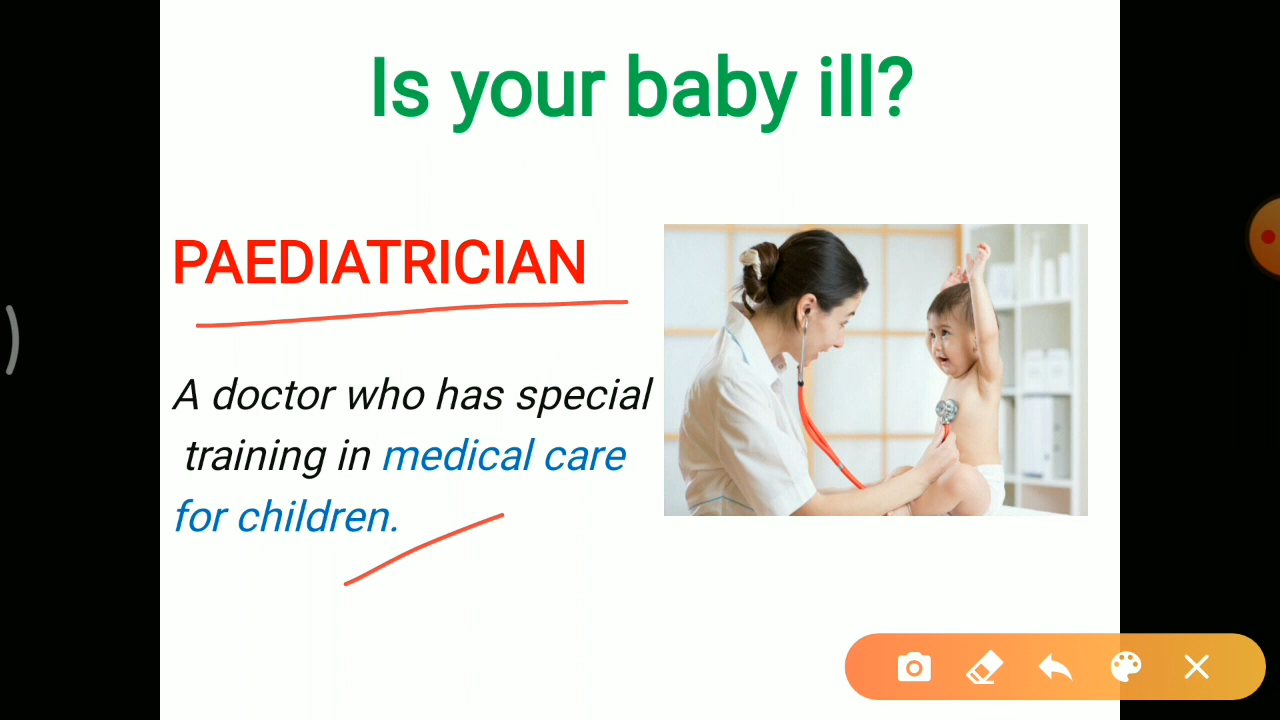 Is your baby ill?
PAEDIATRICIAN
A doctor who has special
training in medical care
for children.